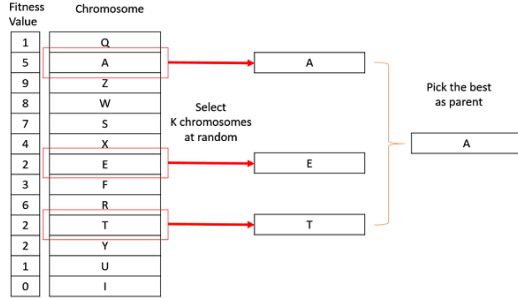 Fitness
Value
Chromosome
1 Q
5 A
9 Z
8 W
7 S
4 X
2 E
3 F
6 R
2 T
2 Y
1 U
0 I
Select
K chromosomes
at random
A
E
T
Pick the best
as parent
A